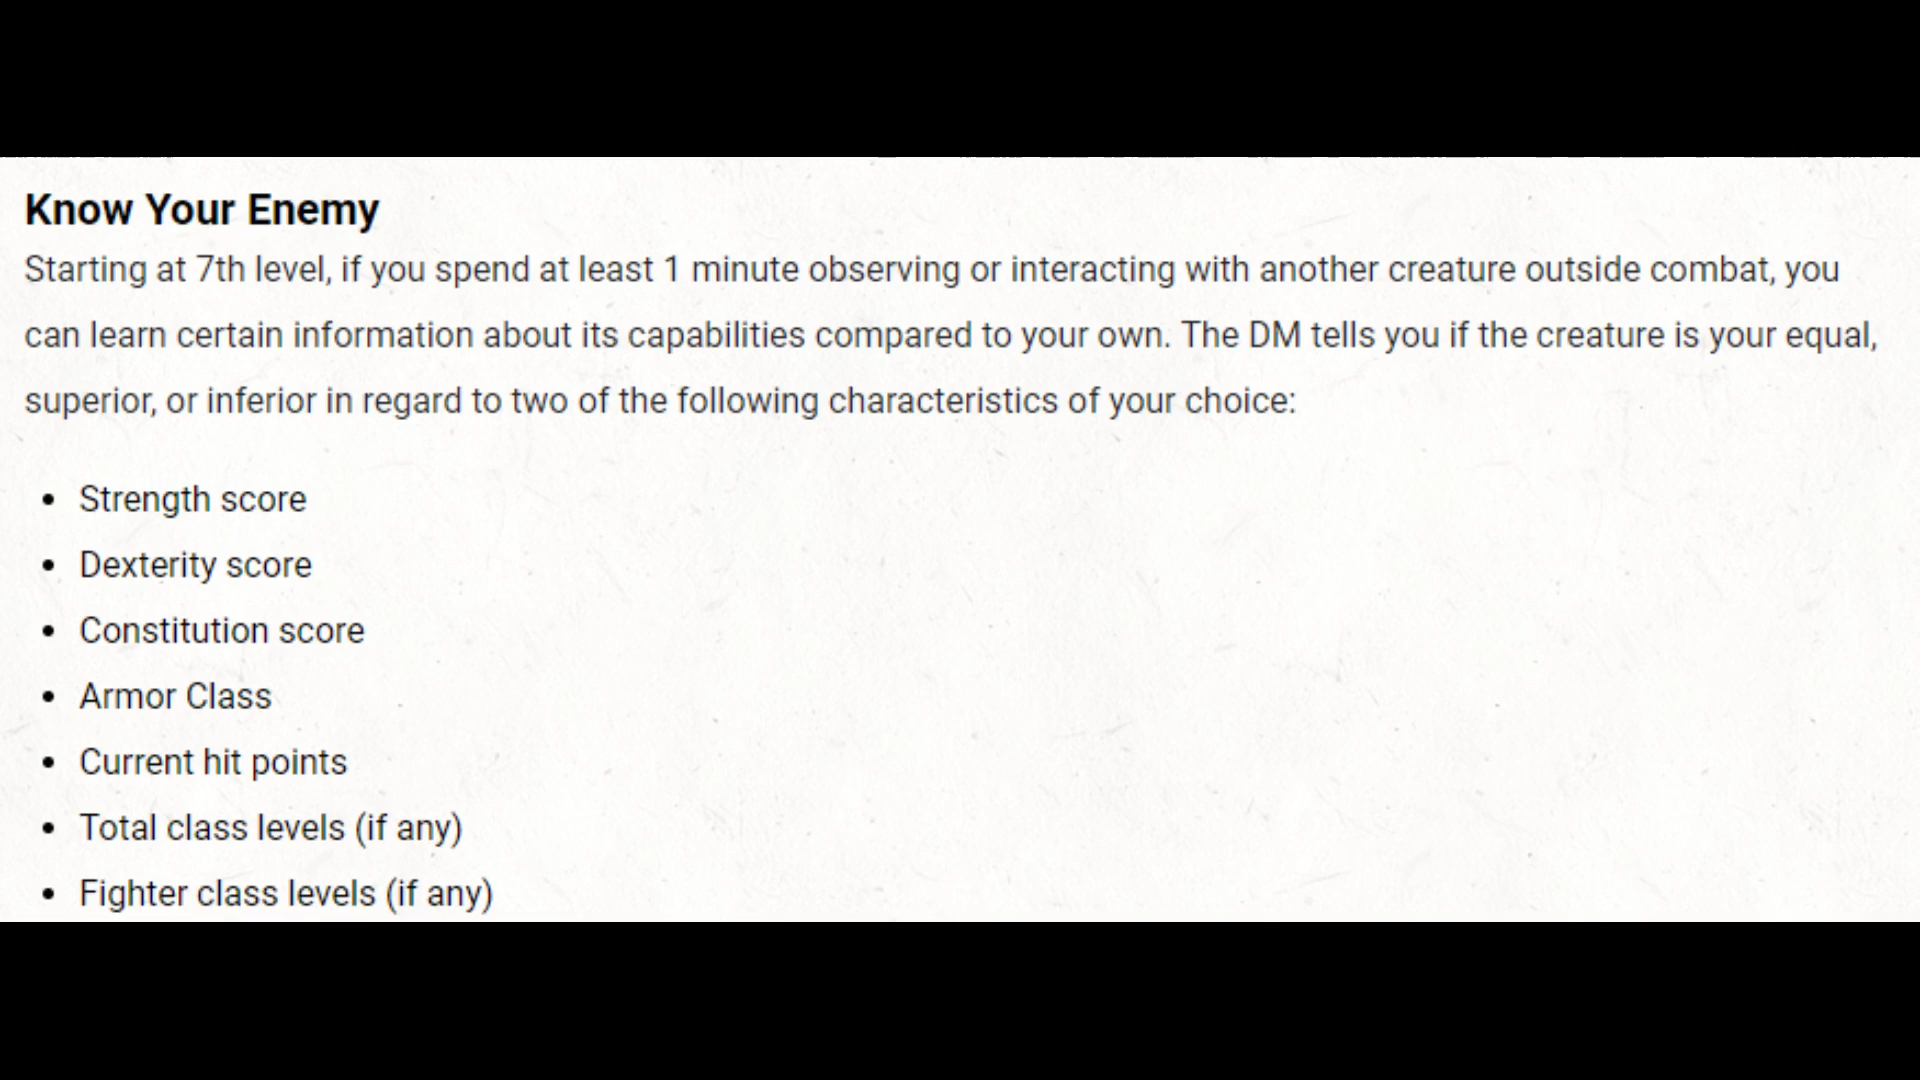 Know Your Enemy
Starting at 7th level, if you spend at least 1 minute observing or interacting with another creature outside combat, you
can learn certain information about its capabilities compared to your own. The DM tells you if the creature is your equal,
superior, or inferior in regard to two of the following characteristics of your choice:
• Strength score
• Dexterity score
• Constitution score
• Armor Class
• Current hit points
• Total class levels (if any)
• Fighter class levels (if any)